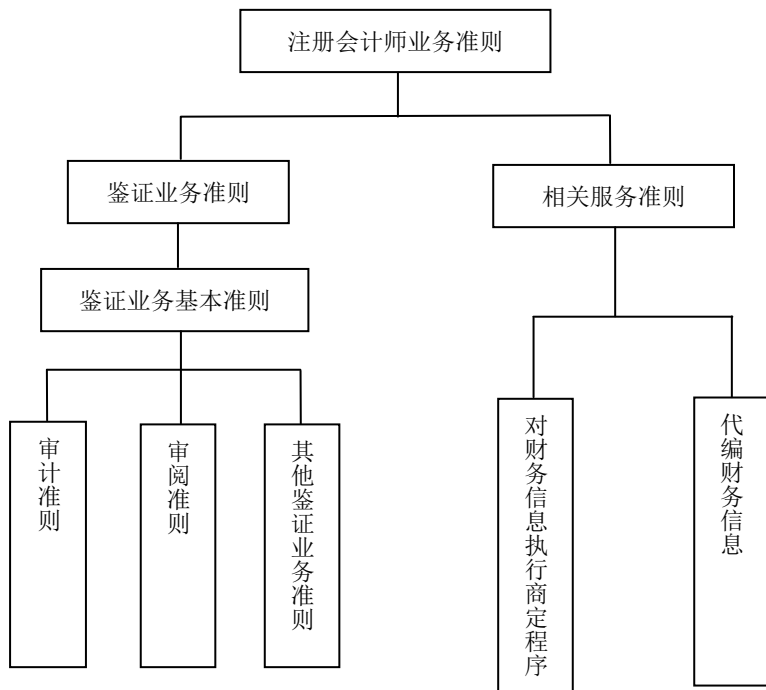 注册会计师业务准则
鉴证业务准则
相关服务准则
鉴证业务基本准则
审计准则
审阅准则
其他鉴证业务准则
对财务信息执行商定程序
代编财务信息